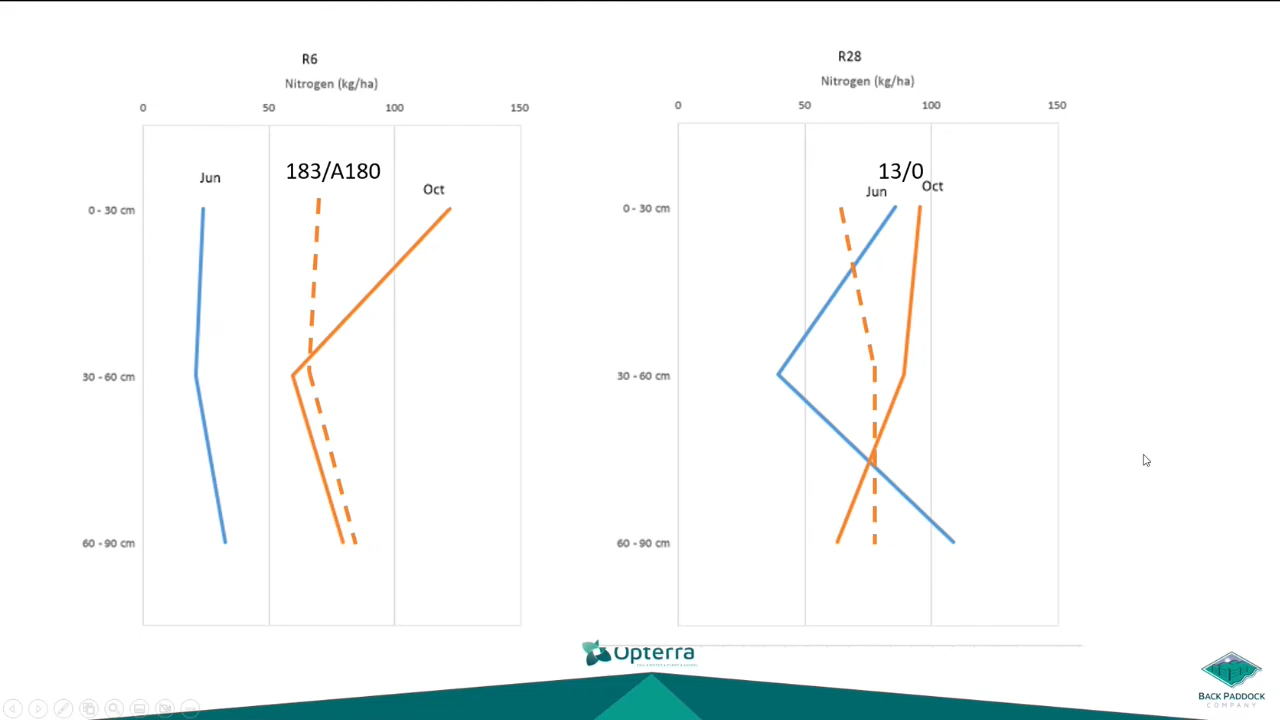 R6
Nitrogen (kg/ha)
0 50 100 150
183/A180
Jun
Oct
0 - 30 cm
30 - 60 cm
60 - 90 cm
R28
Nitrogen (kg/ha)
0 50 100 150
13/0
Jun Oct
0 - 30 cm
30 - 60 cm
60 - 90 cm
Opterra
BACK PADDOCK
COMPANY